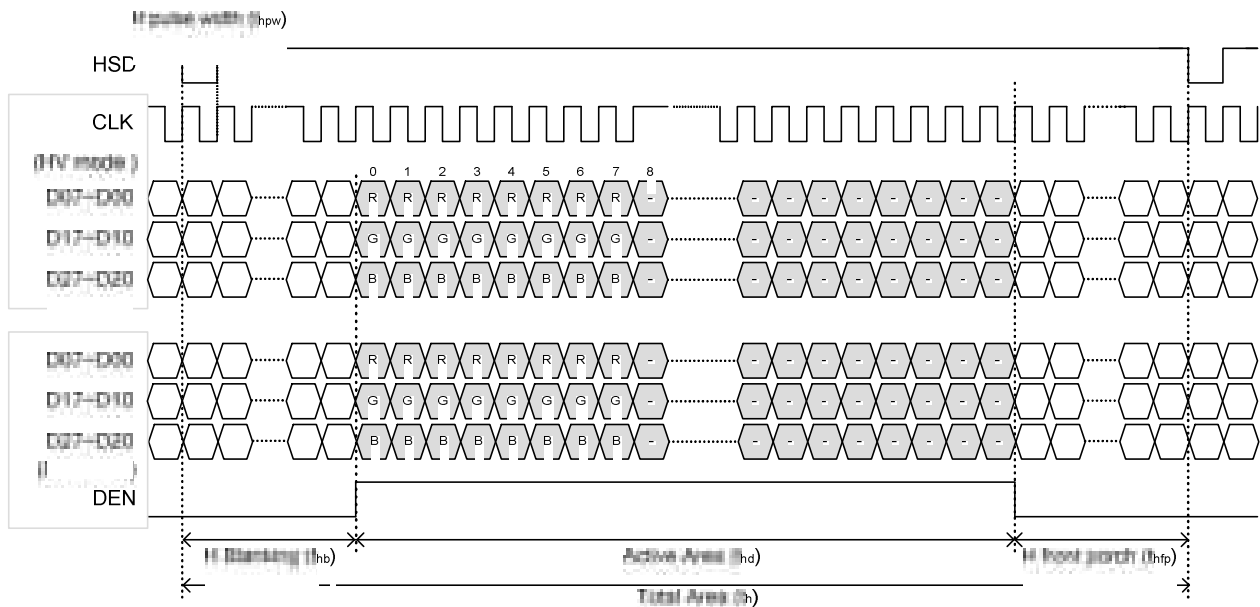 H pulse width (thpw)
HSD
CLK
(HV mode )
0 1 2 3 4 5 6 7 8
D07~D00 R R R R R R R R - - - - - - - - -
D17~D10 G G G G G G G G - - - - - - - - -
D27~D20 B B B B B B B B - - - - - - - - -
D07~D00 R R R R R R R R - - - - - - - - -
D17~D10 G G G G G G G G - - - - - - - - -
D27~D20 B B B B B B B B - - - - - - - - -
DEN
H Blanking (thb) Active Area (thd) H front porch (thfp)
Total Area (th)